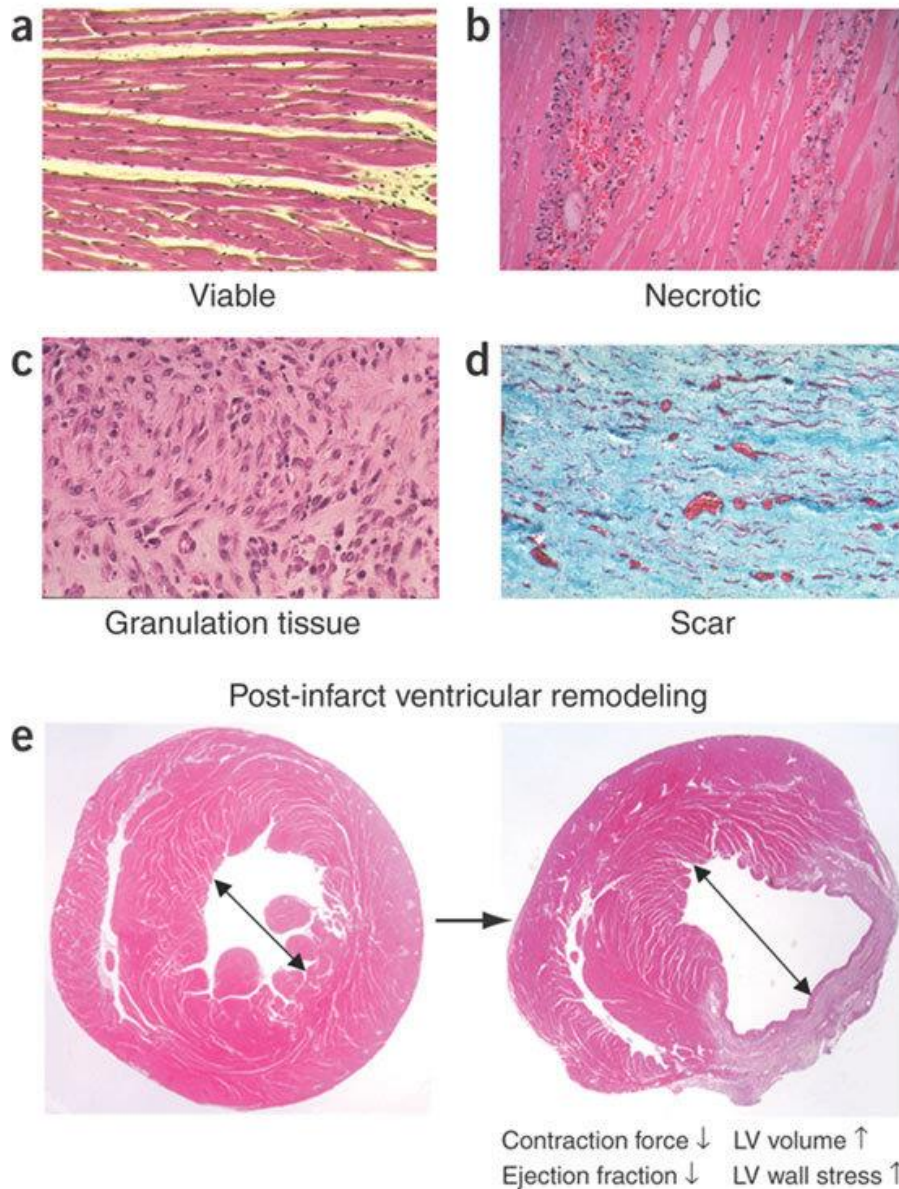 a
b
Viable
Necrotic
c
d
Granulation tissue
Scar
Post-infarct ventricular remodeling
e
Contraction force ↓ LV volume ↑
Ejection fraction ↓ LV wall stress ↑